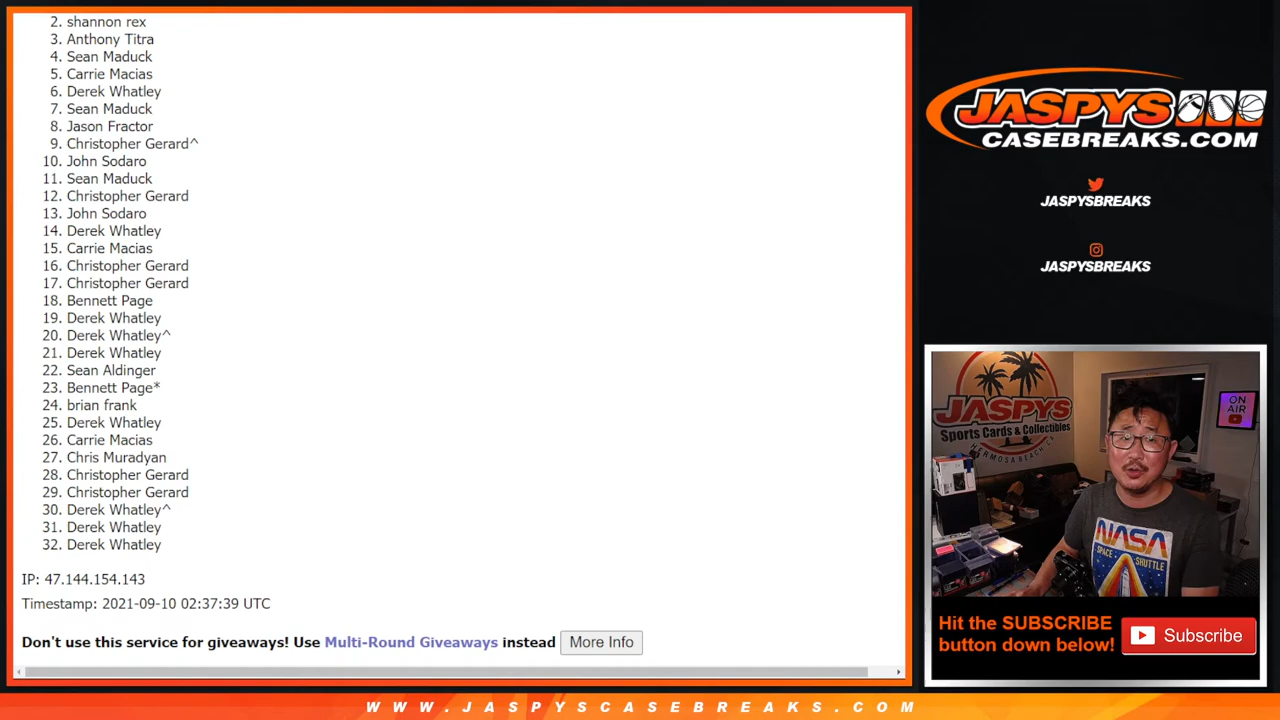 2. shannon rex
3. Anthony Titra
4. Sean Maduck
5. Carrie Macias
6. Derek Whatley
7. Sean Maduck
8. Jason Fractor
9. Christopher Gerard^
10. John Sodaro
11. Sean Maduck
12. Christopher Gerard
13. John Sodaro
14. Derek Whatley
15. Carrie Macias
16. Christopher Gerard
17. Christopher Gerard
18. Bennett Page
19. Derek Whatley
20. Derek Whatley^
21. Derek Whatley
22. Sean Aldinger
23. Bennett Page*
24. brian frank
25. Derek Whatley
26. Carrie Macias
27. Chris Muradyan
28. Christopher Gerard
29. Christopher Gerard
30. Derek Whatley^
31. Derek Whatley
32. Derek Whatley
IP: 47.144.154.143
Timestamp: 2021-09-10 02:37:39 UTC
Don't use this service for giveaways! Use Multi-Round Giveaways instead More Info
JASPYS
CASEBREAKS.COM
JASPYSBREAKS
JASPYSBREAKS
JASPYS
Sports Cards & Collectibles
HERMOSA BEACH, CA
ON
AIR
NASA
SPACE SHUTTLE
Hit the SUBSCRIBE
button down below!
Subscribe
WWW.JASPYSCASEBREAKS.COM